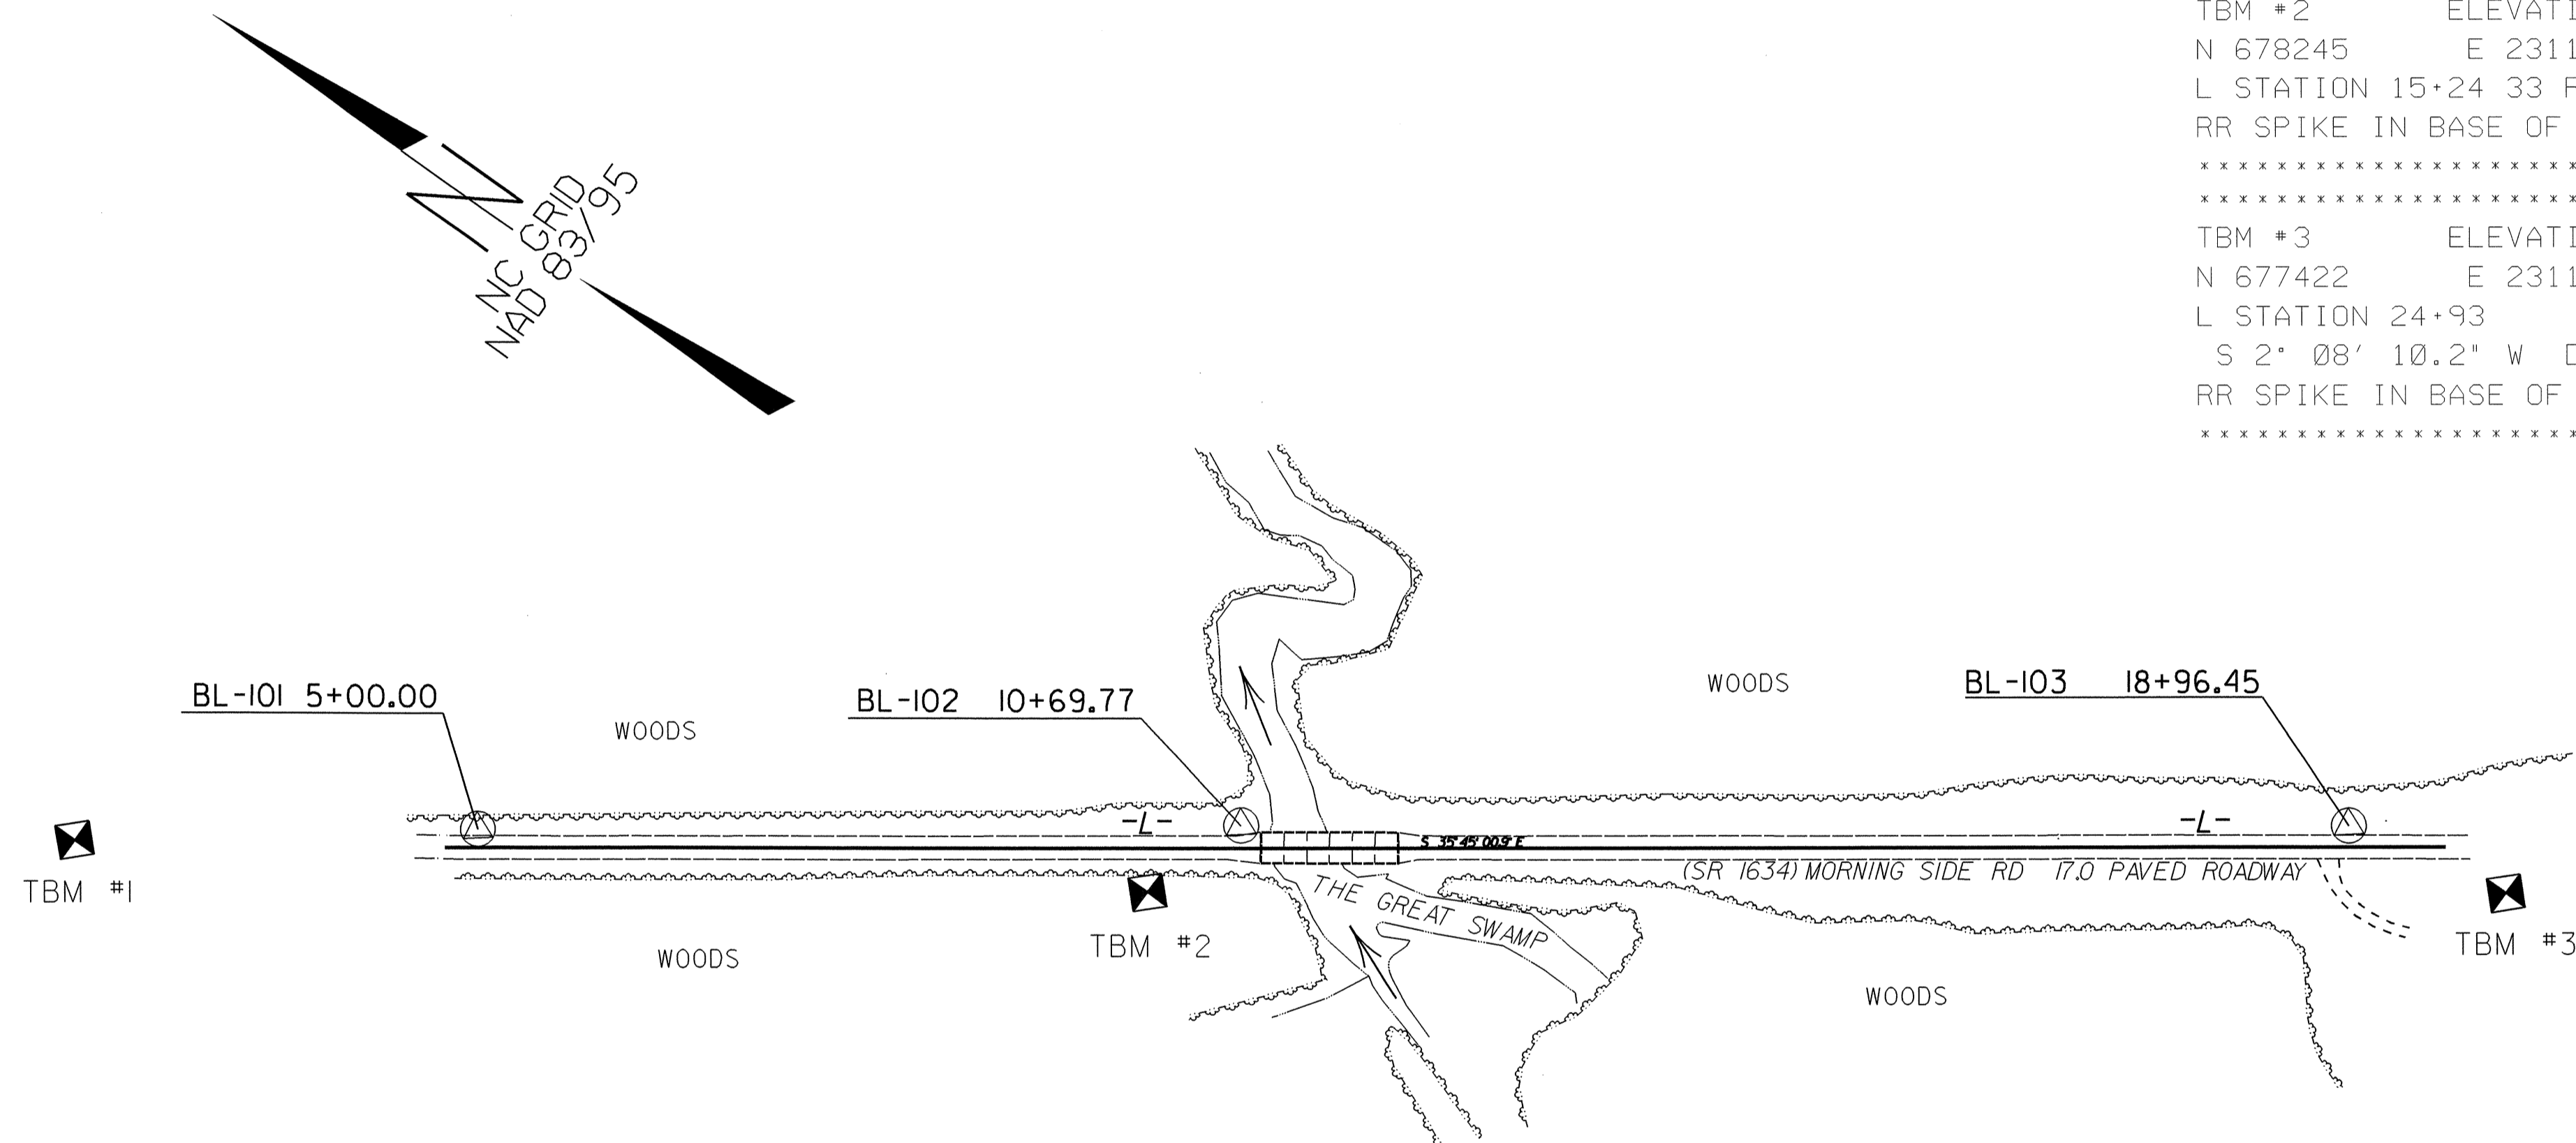 TBM #2 ELEVATI
N 678245 E 2311
L STATION 15+24 33
RR SPIKE IN BASE OF
* * * * * * * * * * * * * * * * * * * *
* * * * * * * * * * * * * * * * * * * *
TBM #3 ELEVATI
N 677422 E 2311
L STATION 24+93
S 2° 08' 10.2" W
RR SPIKE IN BASE OF
* * * * * * * * * * * * * * * * * * * *
N
NC GRID
NAD 83/95
BL-101 5+00.00
WOODS
BL-102 10+69.77
WOODS
BL-103 18+96.45
-L-
-L-
S 35°45'00.9" E
(SR 1634) MORNING SIDE RD 17.0 PAVED ROADWAY
TBM #1
THE GREAT SWAMP
TBM #2
TBM #3
WOODS
WOODS